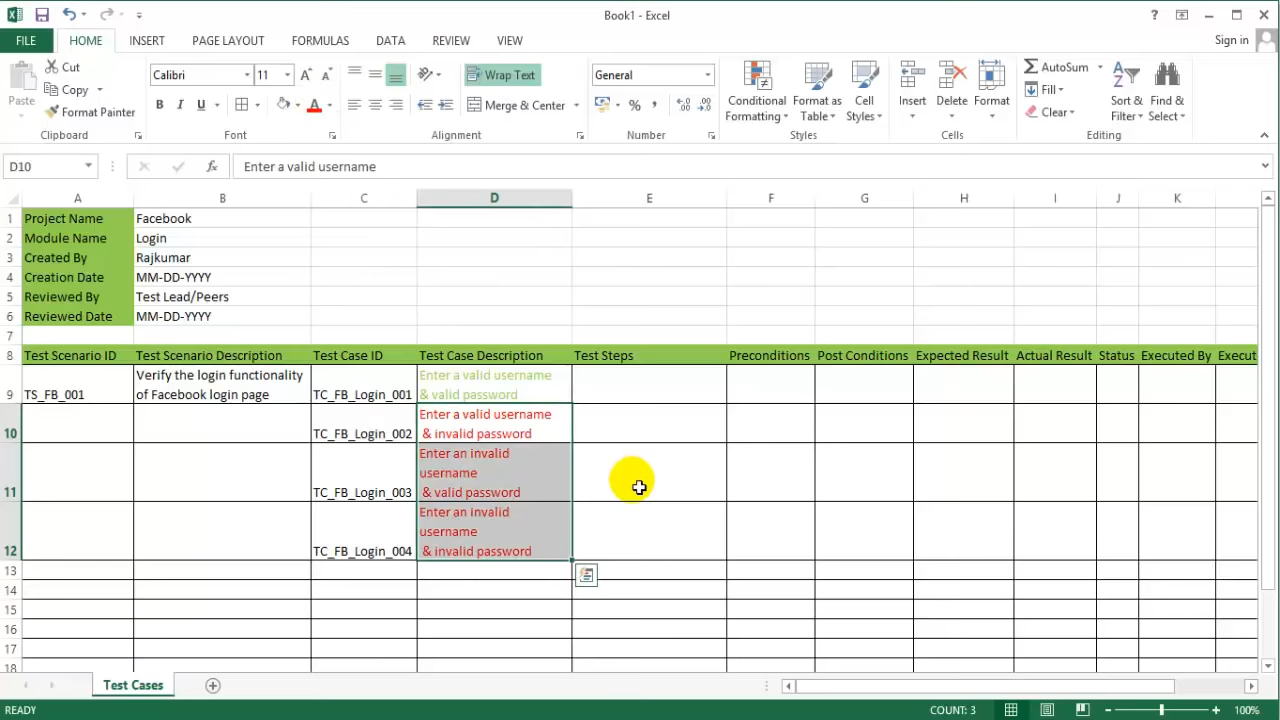 Book1 - Excel
?
FILE HOME INSERT PAGE LAYOUT FORMULAS DATA REVIEW VIEW Sign in
Paste
Cut
Copy
Format Painter
Clipboard
Calibri 11
B I U
Font
Wrap Text
Merge & Center
Alignment
General
%
Number
Conditional
Formatting
Format as
Table
Cell
Styles
Styles
Insert
Delete
Format
Cells
AutoSum
Fill
Clear
Sort &
Filter
Find &
Select
Editing
D10 fx Enter a valid username
A B C D E F G H I J K
1 Project Name Facebook
2 Module Name Login
3 Created By Rajkumar
4 Creation Date MM-DD-YYYY
5 Reviewed By Test Lead/Peers
6 Reviewed Date MM-DD-YYYY
7
8 Test Scenario ID Test Scenario Description Test Case ID Test Case Description Test Steps Preconditions Post Conditions Expected Result Actual Result Status Executed By Execut
Verify the login functionality Enter a valid username
9 TS_FB_001 of Facebook login page TC_FB_Login_001 & valid password
Enter a valid username
10 TC_FB_Login_002 & invalid password
Enter an invalid
username
11 TC_FB_Login_003 & valid password
Enter an invalid
username
12 TC_FB_Login_004 & invalid password
13
14
15
16
17
18
Test Cases
READY COUNT: 3 100%